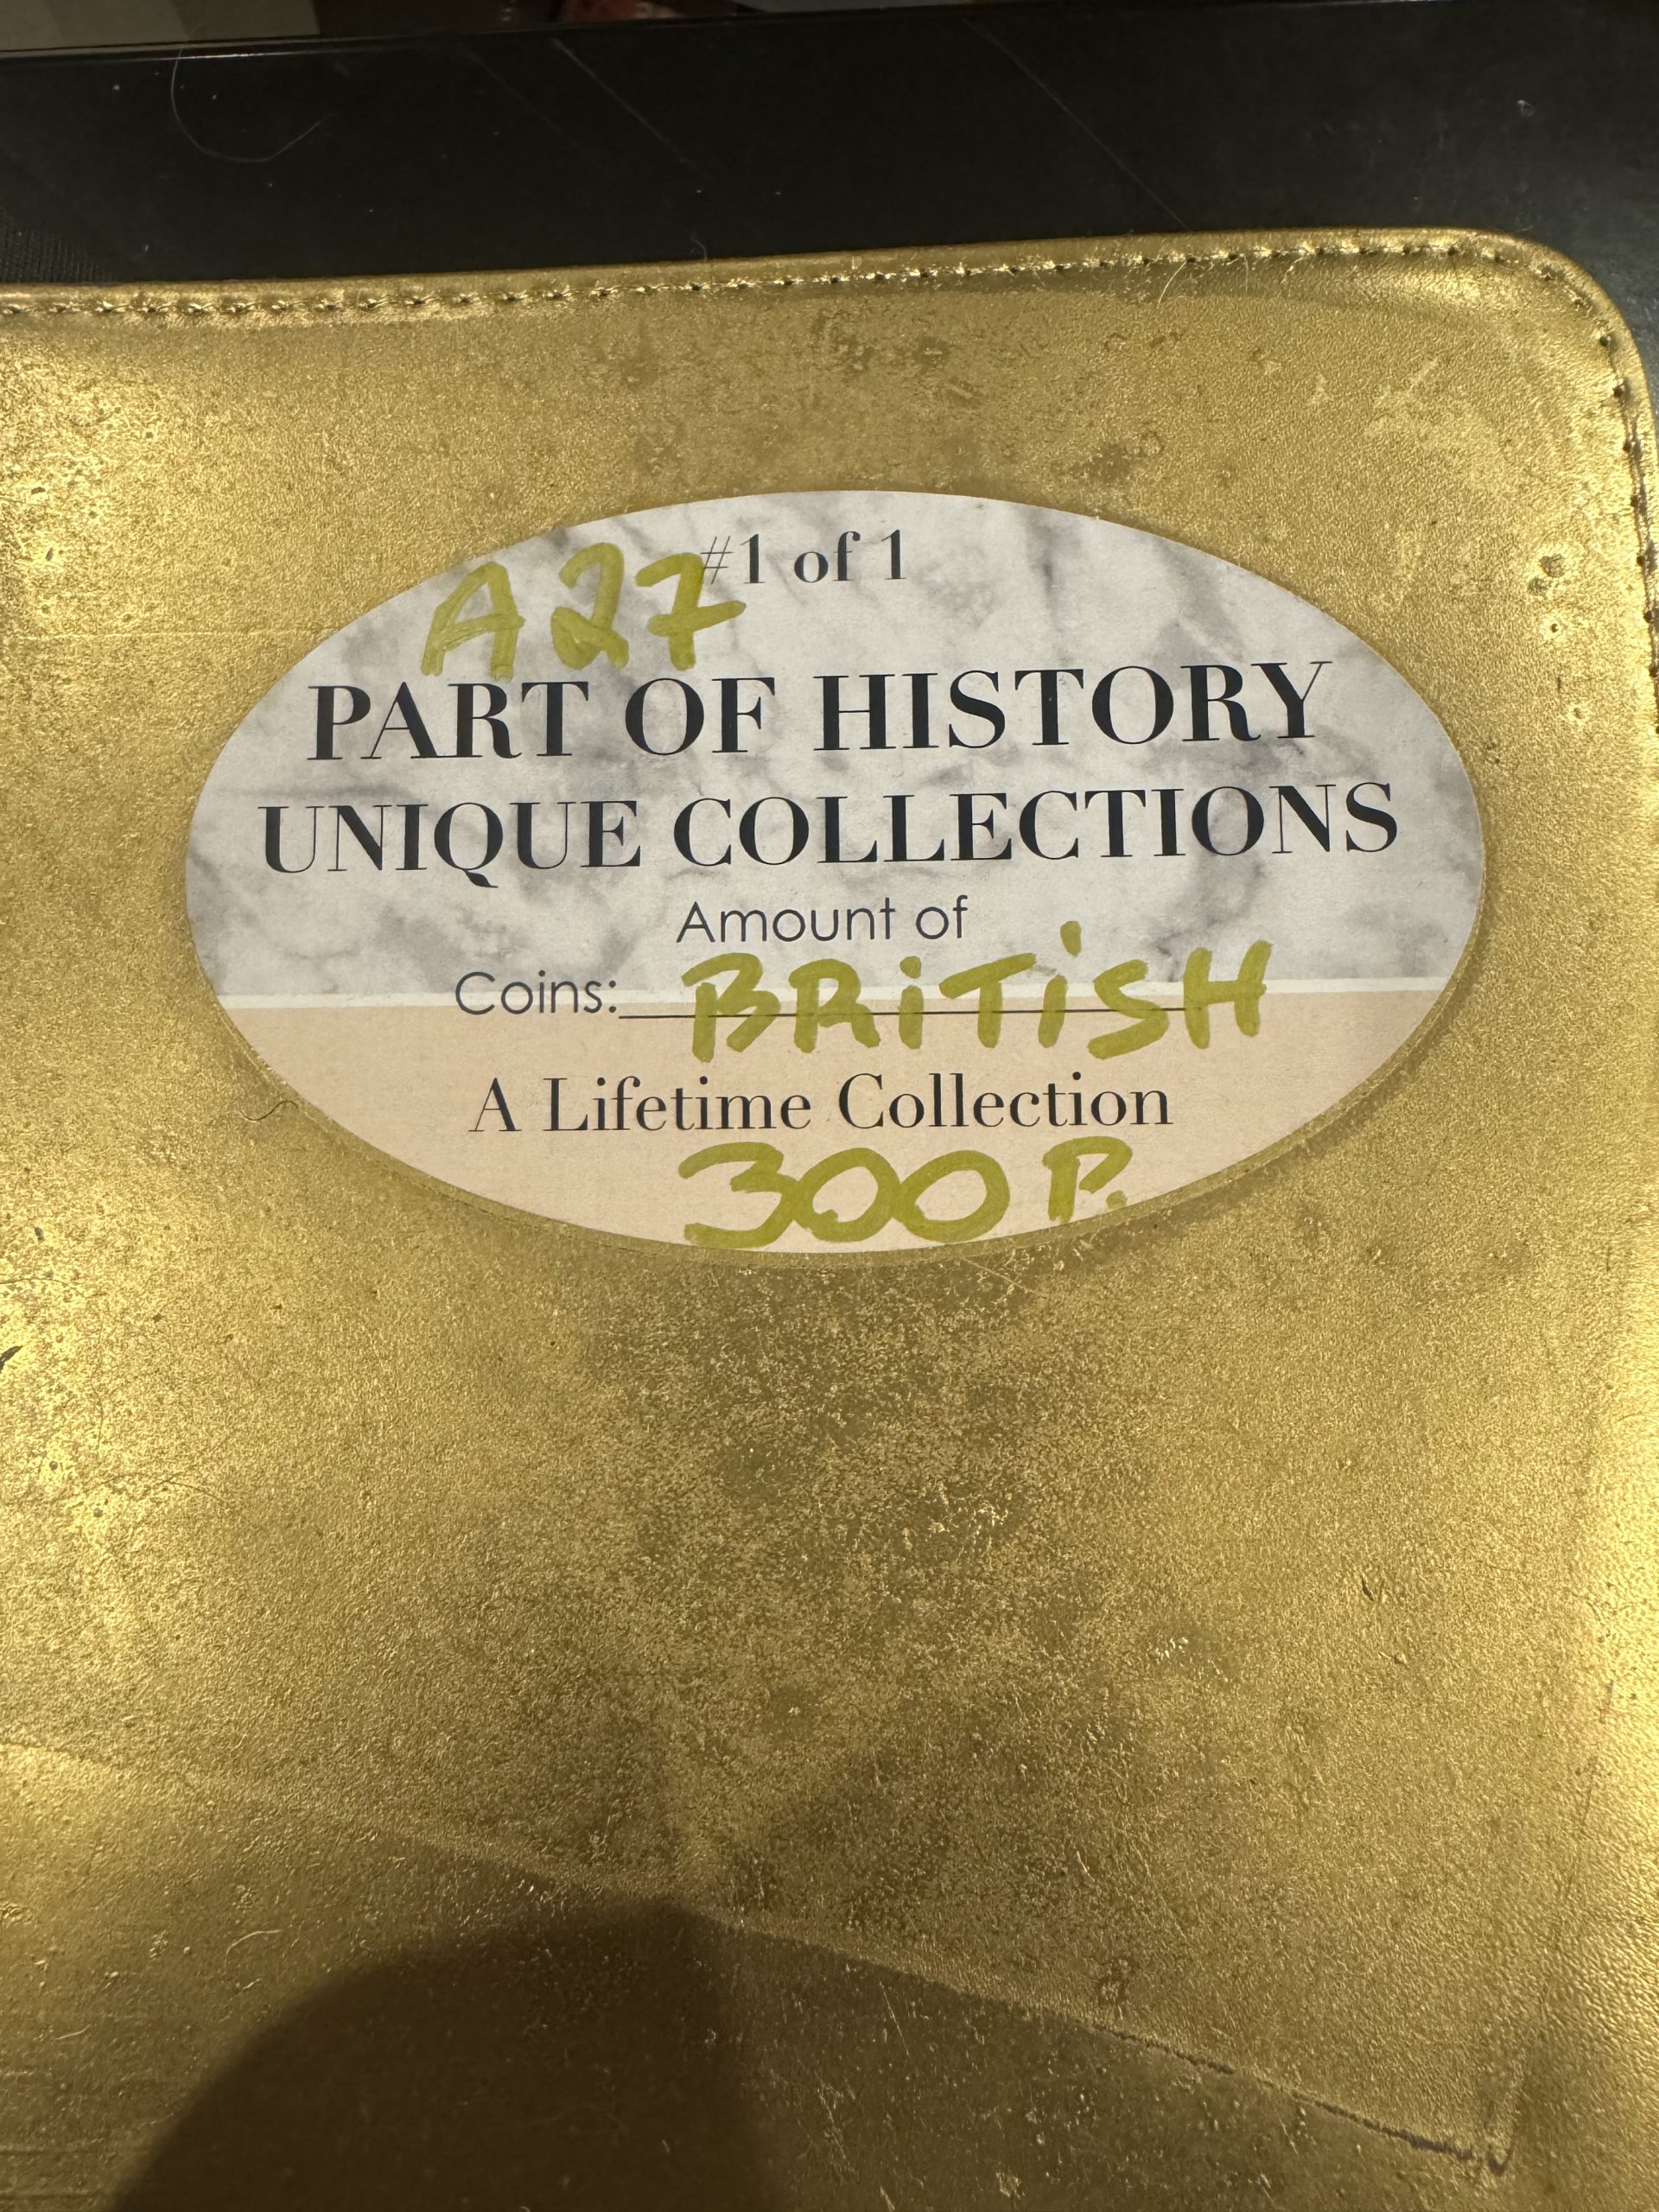 #1 of 1
A27
PART OF HISTORY
UNIQUE COLLECTIONS
Amount of
Coins: BRiTiSH
A Lifetime Collection
300 P.